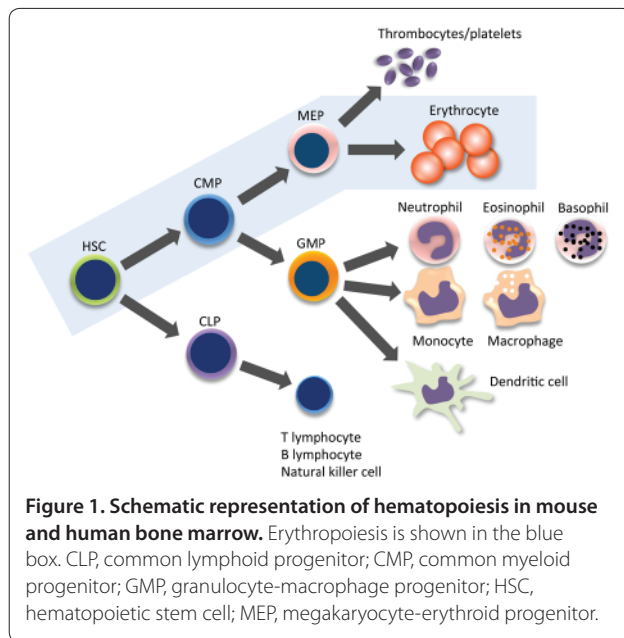 Thrombocytes/platelets
MEP
Erythrocyte
CMP
Neutrophil Eosinophil Basophil
HSC
GMP
CLP
Monocyte Macrophage
Dendritic cell
T lymphocyte
B lymphocyte
Natural killer cell
Figure 1. Schematic representation of hematopoiesis in mouse
and human bone marrow. Erythropoiesis is shown in the blue
box. CLP, common lymphoid progenitor; CMP, common myeloid
progenitor; GMP, granulocyte-macrophage progenitor; HSC,
hematopoietic stem cell; MEP, megakaryocyte-erythroid progenitor.